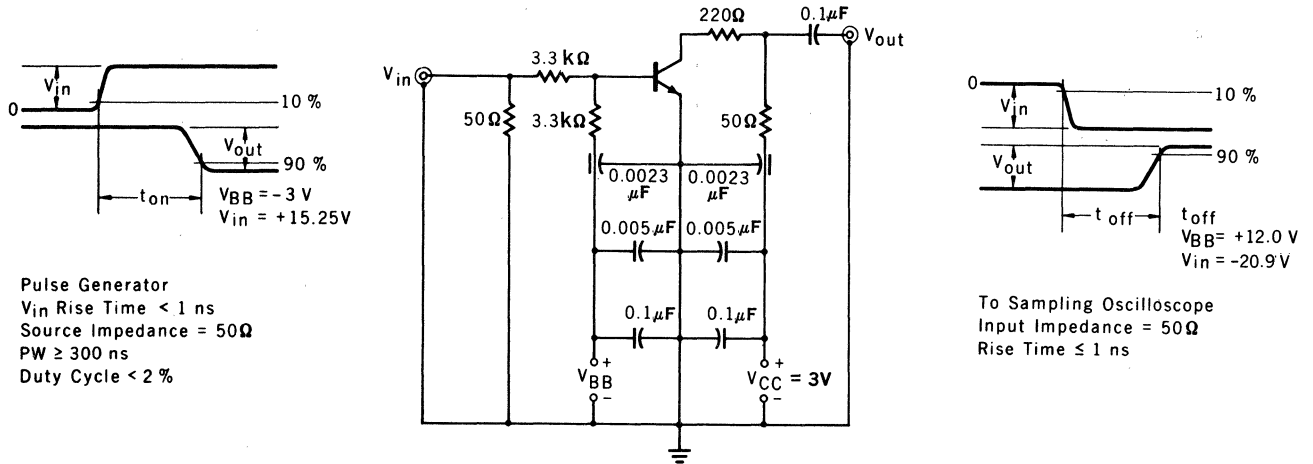 V_in
0
10 %
V_out
90 %
t_on
V_BB = -3 V
V_in = +15.25V
Pulse Generator
V_in Rise Time < 1 ns
Source Impedance = 50Ω
PW ≥ 300 ns
Duty Cycle < 2 %
V_in
3.3 kΩ
220Ω
0.1μF
V_out
50Ω
3.3kΩ
50Ω
0.0023
μF
0.0023
μF
0.005μF
0.005μF
0.1μF
0.1μF
+
V_BB
-
+
V_CC = 3V
-
0
V_in
10 %
V_out
90 %
t_off
t_off
V_BB= +12.0 V
V_in = -20.9 V
To Sampling Oscilloscope
Input Impedance = 50Ω
Rise Time ≤ 1 ns